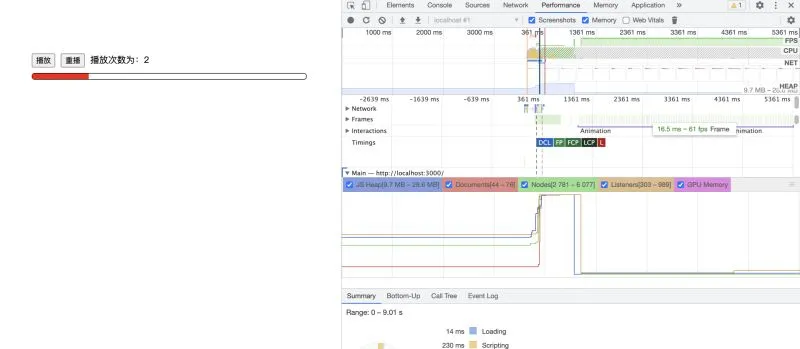 Elements Console Sources Network Performance Memory Application » 1
localhost #1 Screenshots Memory Web Vitals
1000 ms 2000 ms 3000 ms 361 ms 1361 ms 2361 ms 3361 ms 4361 ms 5361 ms
FPS
CPU
NET
HEAP
9.7 MB – 28.6 MB
-2639 ms -1639 ms -639 ms 361 ms 1361 ms 2361 ms 3361 ms 4361 ms 5361 ms
Network
Frames
16.5 ms ~ 61 fps Frame
Interactions Animation nimation
Timings DCL FP FCP LCP L
Main — http://localhost:3000/
JS Heap[9.7 MB – 28.6 MB] Documents[44 – 76] Nodes[2 781 – 6 077] Listeners[303 – 989] GPU Memory
播放 重播 播放次数为：2
Summary Bottom-Up Call Tree Event Log
Range: 0 – 9.01 s
14 ms Loading
230 ms Scripting